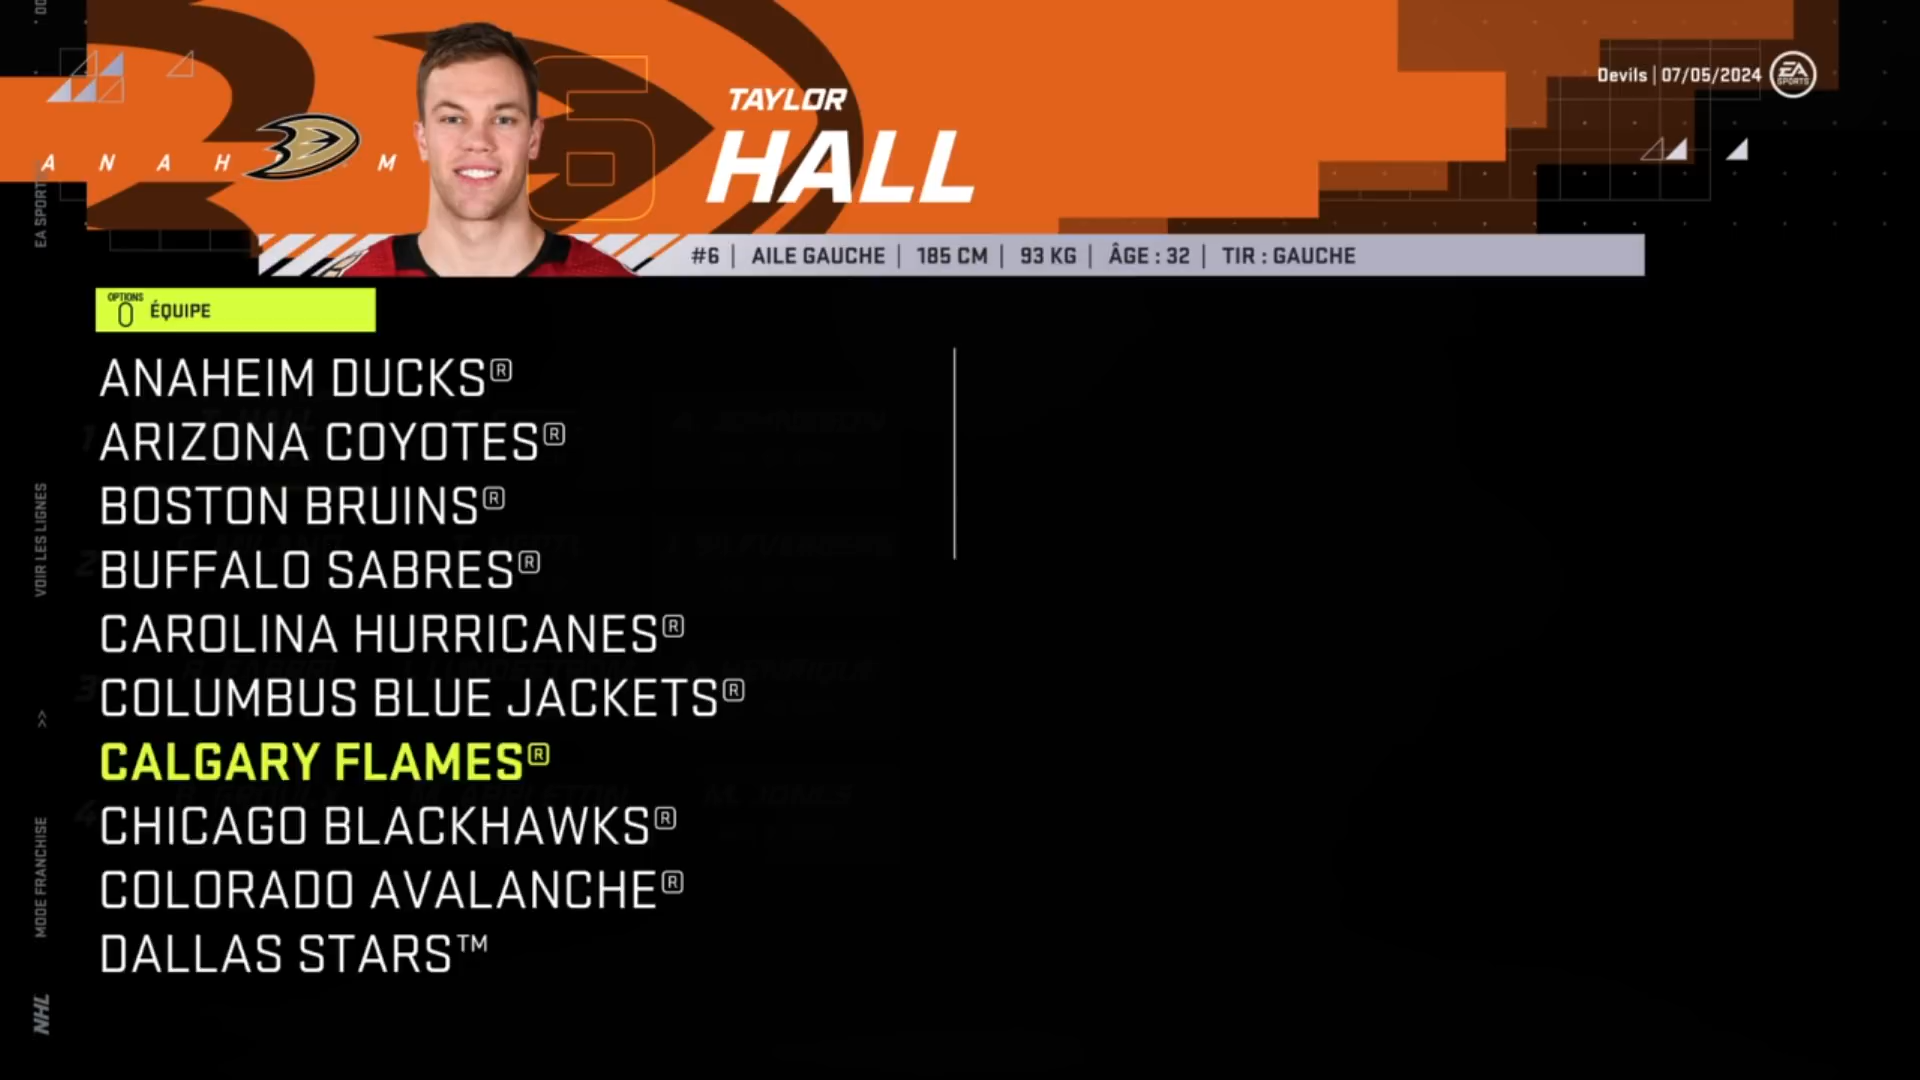 Devils | 07/05/2024
EA SPORTS
TAYLOR
HALL
6
A N A H M
#6 | AILE GAUCHE | 185 CM | 93 KG | ÂGE : 32 | TIR : GAUCHE
OPTIONS
ÉQUIPE
ANAHEIM DUCKS®
ARIZONA COYOTES®
BOSTON BRUINS®
BUFFALO SABRES®
CAROLINA HURRICANES®
COLUMBUS BLUE JACKETS®
CALGARY FLAMES®
CHICAGO BLACKHAWKS®
COLORADO AVALANCHE®
DALLAS STARS™
NHL
MODE FRANCHISE
>>
VOIR LES LIGNES